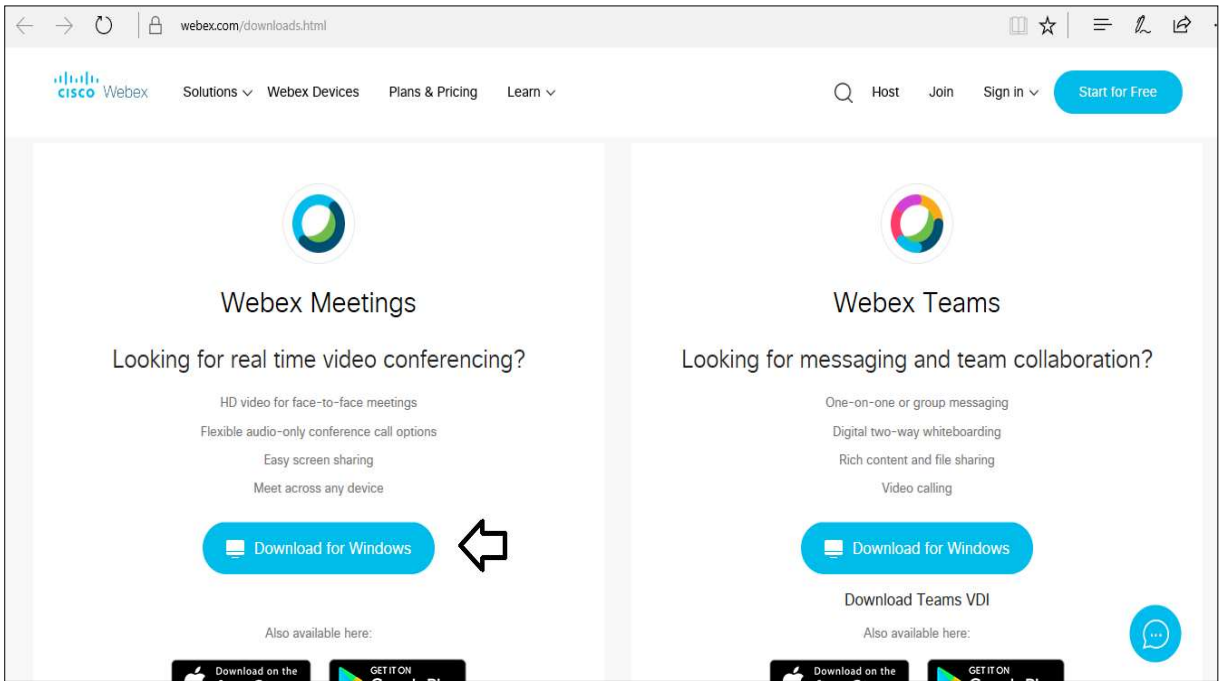 webex.com/downloads.html
CISCO Webex Solutions Webex Devices Plans & Pricing Learn Host Join Sign in Start for Free
Webex Meetings
Looking for real time video conferencing?
HD video for face-to-face meetings
Flexible audio-only conference call options
Easy screen sharing
Meet across any device
Download for Windows
Also available here:
Download on the
GET IT ON
Webex Teams
Looking for messaging and team collaboration?
One-on-one or group messaging
Digital two-way whiteboarding
Rich content and file sharing
Video calling
Download for Windows
Download Teams VDI
Also available here:
Download on the
GET IT ON